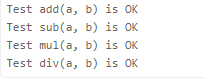 Test add(a, b) is OK
Test sub(a, b) is OK
Test mul(a, b) is OK
Test div(a, b) is OK